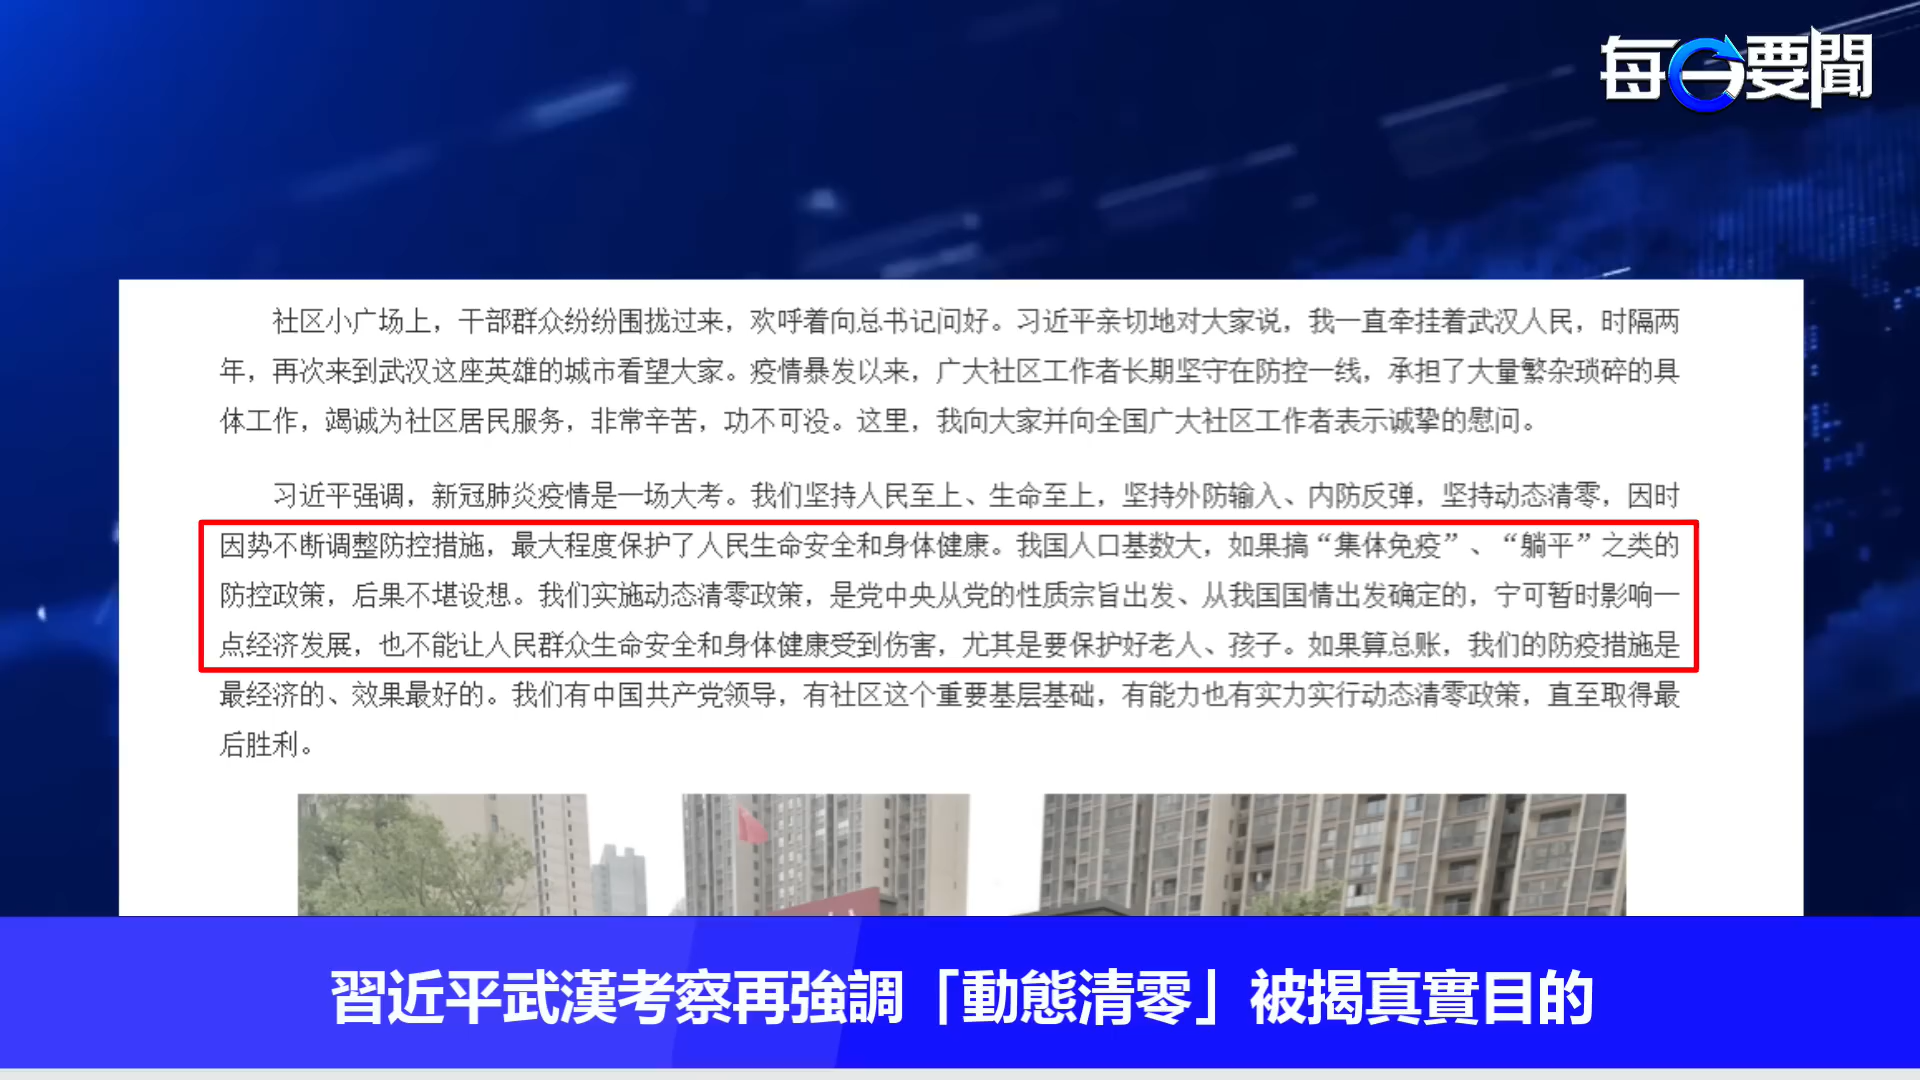 每日要聞
社区小广场上，干部群众纷纷围拢过来，欢呼着向总书记问好。习近平亲切地对大家说，我一直牵挂着武汉人民，时隔两
年，再次来到武汉这座英雄的城市看望大家。疫情暴发以来，广大社区工作者长期坚守在防控一线，承担了大量繁杂琐碎的具
体工作，竭诚为社区居民服务，非常辛苦，功不可没。这里，我向大家并向全国广大社区工作者表示诚挚的慰问。
习近平强调，新冠肺炎疫情是一场大考。我们坚持人民至上、生命至上，坚持外防输入、内防反弹，坚持动态清零，因时
因势不断调整防控措施，最大程度保护了人民生命安全和身体健康。我国人口基数大，如果搞“集体免疫”、“躺平”之类的
防控政策，后果不堪设想。我们实施动态清零政策，是党中央从党的性质宗旨出发、从我国国情出发确定的，宁可暂时影响一
点经济发展，也不能让人民群众生命安全和身体健康受到伤害，尤其是要保护好老人、孩子。如果算总账，我们的防疫措施是
最经济的、效果最好的。我们有中国共产党领导，有社区这个重要基层基础，有能力也有实力实行动态清零政策，直至取得最
后胜利。
習近平武漢考察再強調「動態清零」被揭真實目的